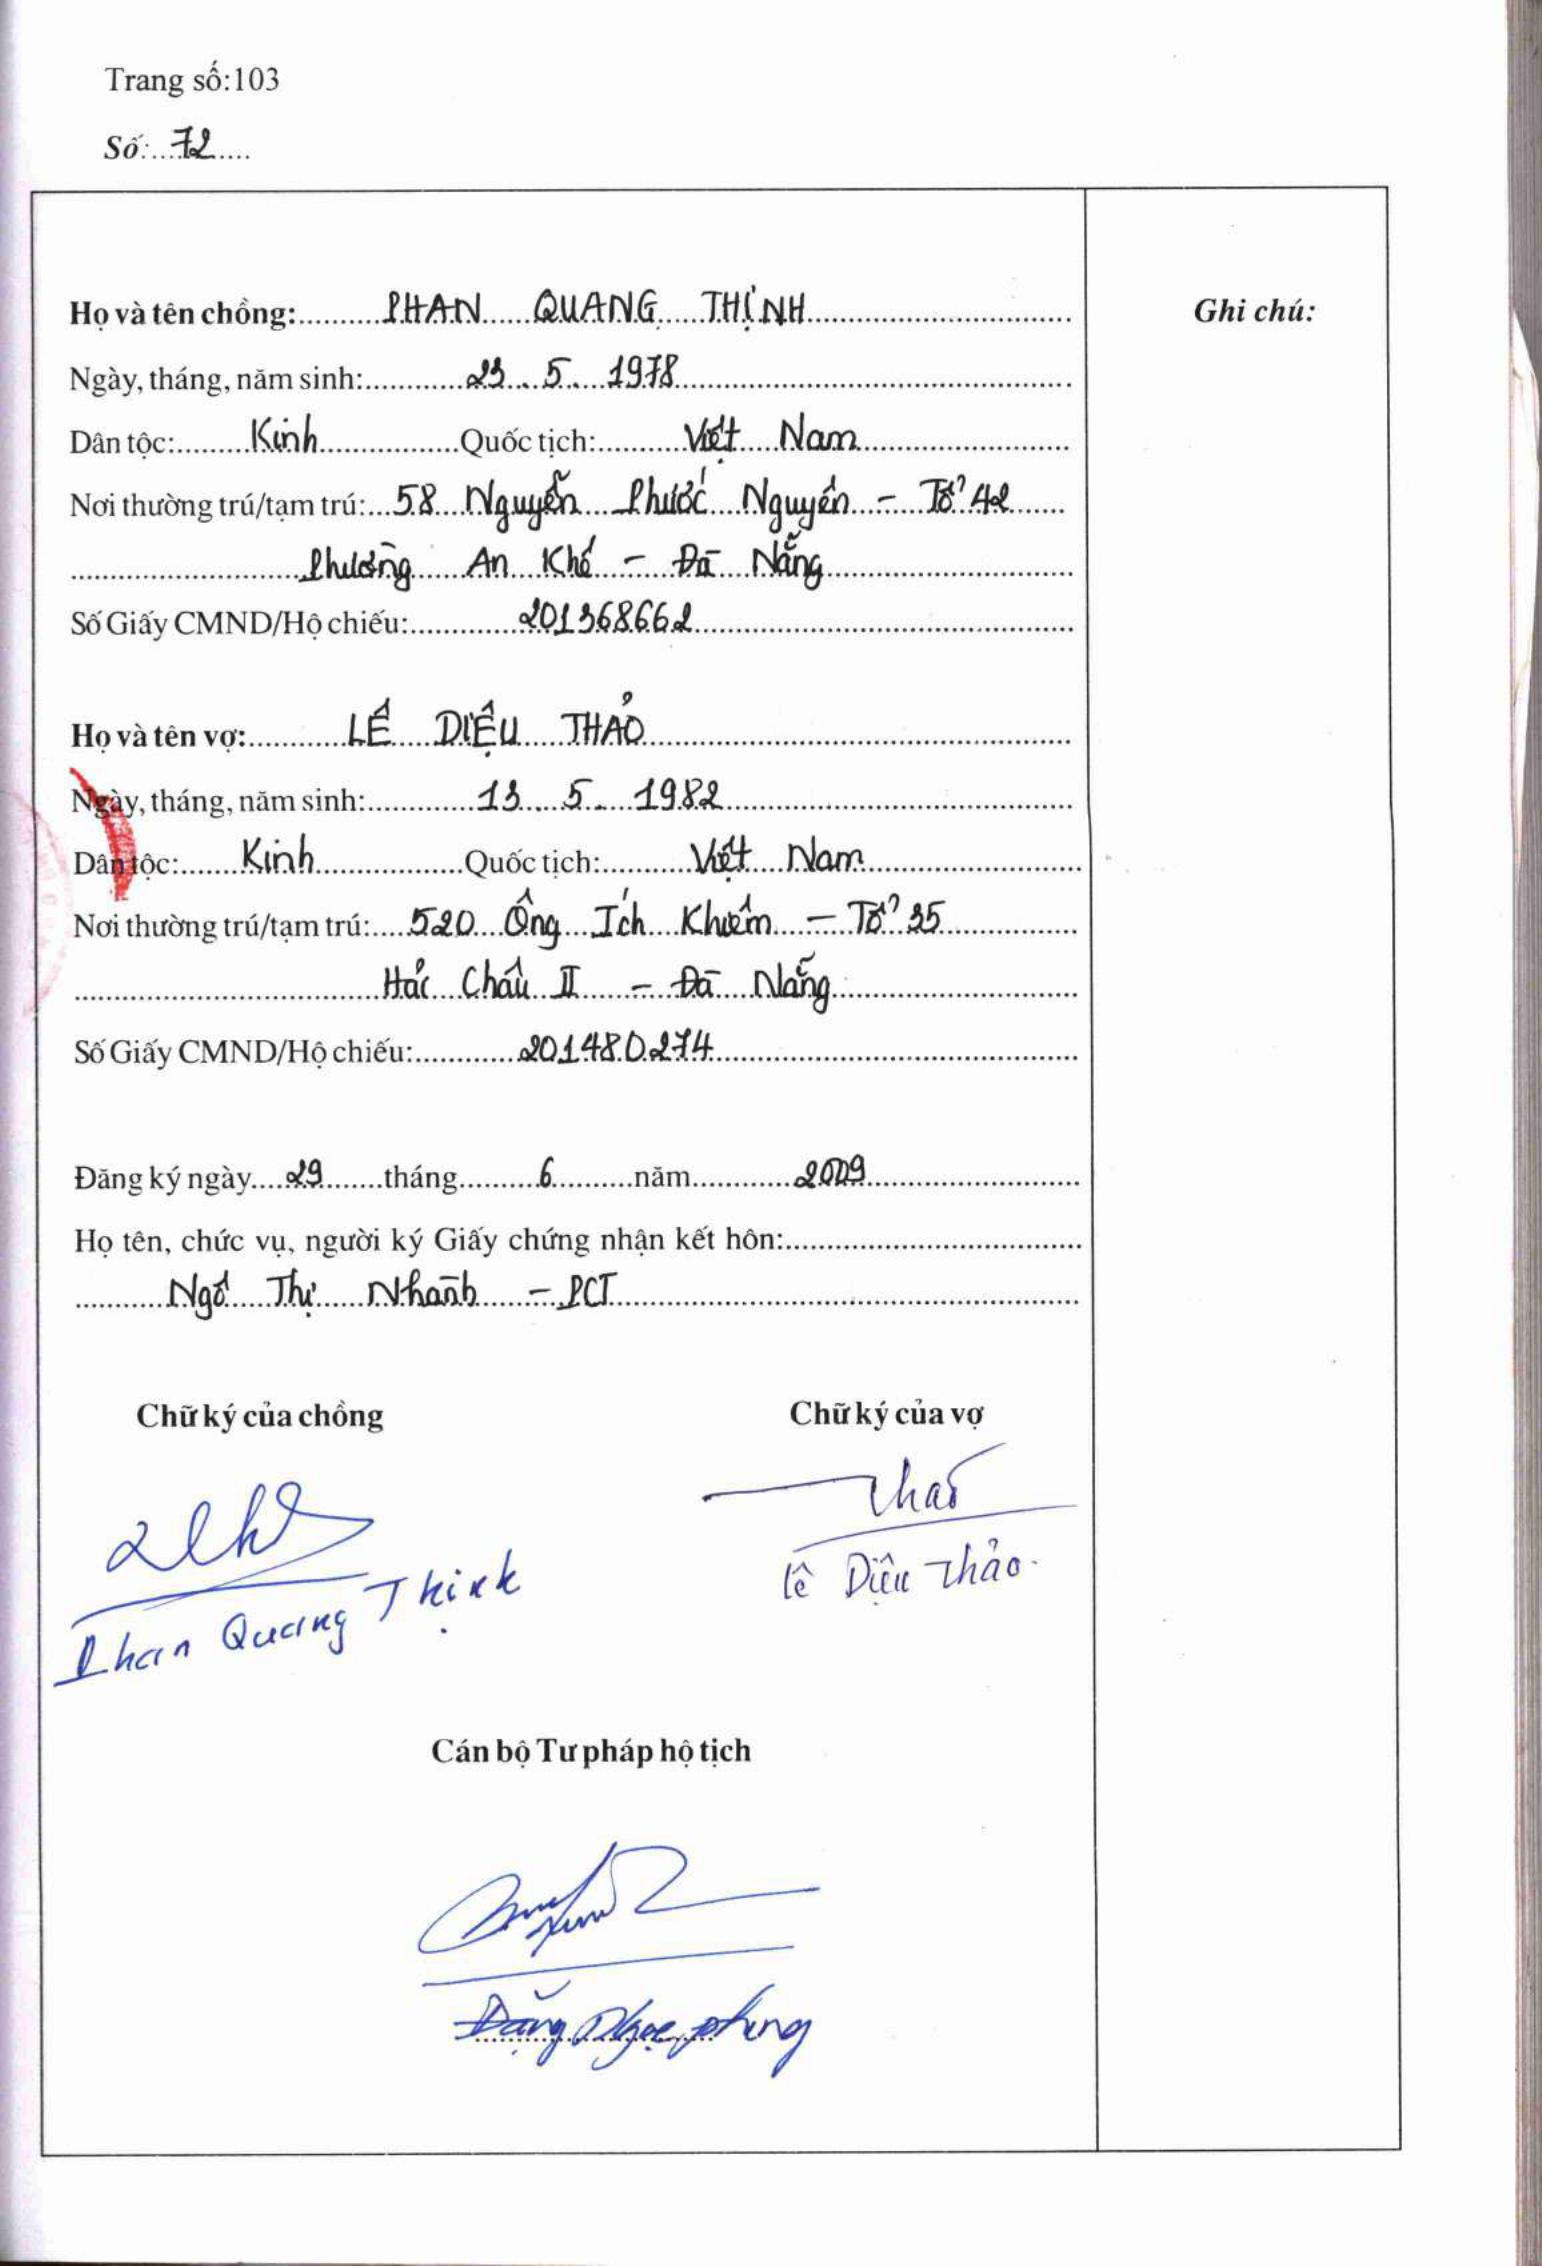 Trang số:103
Số: 72
Họ và tên chồng: PHAN QUANG THỊNH
Ghi chú:
Ngày, tháng, năm sinh: 23 . 5 . 1978
Dân tộc: Kinh Quốc tịch: Việt Nam
Nơi thường trú/tạm trú: 58 Nguyễn Phước Nguyên - Tổ 42
Phường An Khê - Đà Nẵng
Số Giấy CMND/Hộ chiếu: 201368662
Họ và tên vợ: LÊ DIỆU THẢO
Ngày, tháng, năm sinh: 13 . 5 . 1982
Dân tộc: Kinh Quốc tịch: Việt Nam
Nơi thường trú/tạm trú: 520 Ông Ích Khiêm - Tổ 35
Hải Châu II - Đà Nẵng
Số Giấy CMND/Hộ chiếu: 201480274
Đăng ký ngày 29 tháng 6 năm 2009
Họ tên, chức vụ, người ký Giấy chứng nhận kết hôn:
Ngô Thị Nhành - PCT
Chữ ký của chồng Chữ ký của vợ
Thảo
Phan Quang Thịnh
Lê Diệu Thảo
Cán bộ Tư pháp hộ tịch
Đặng Ngọc Phụng